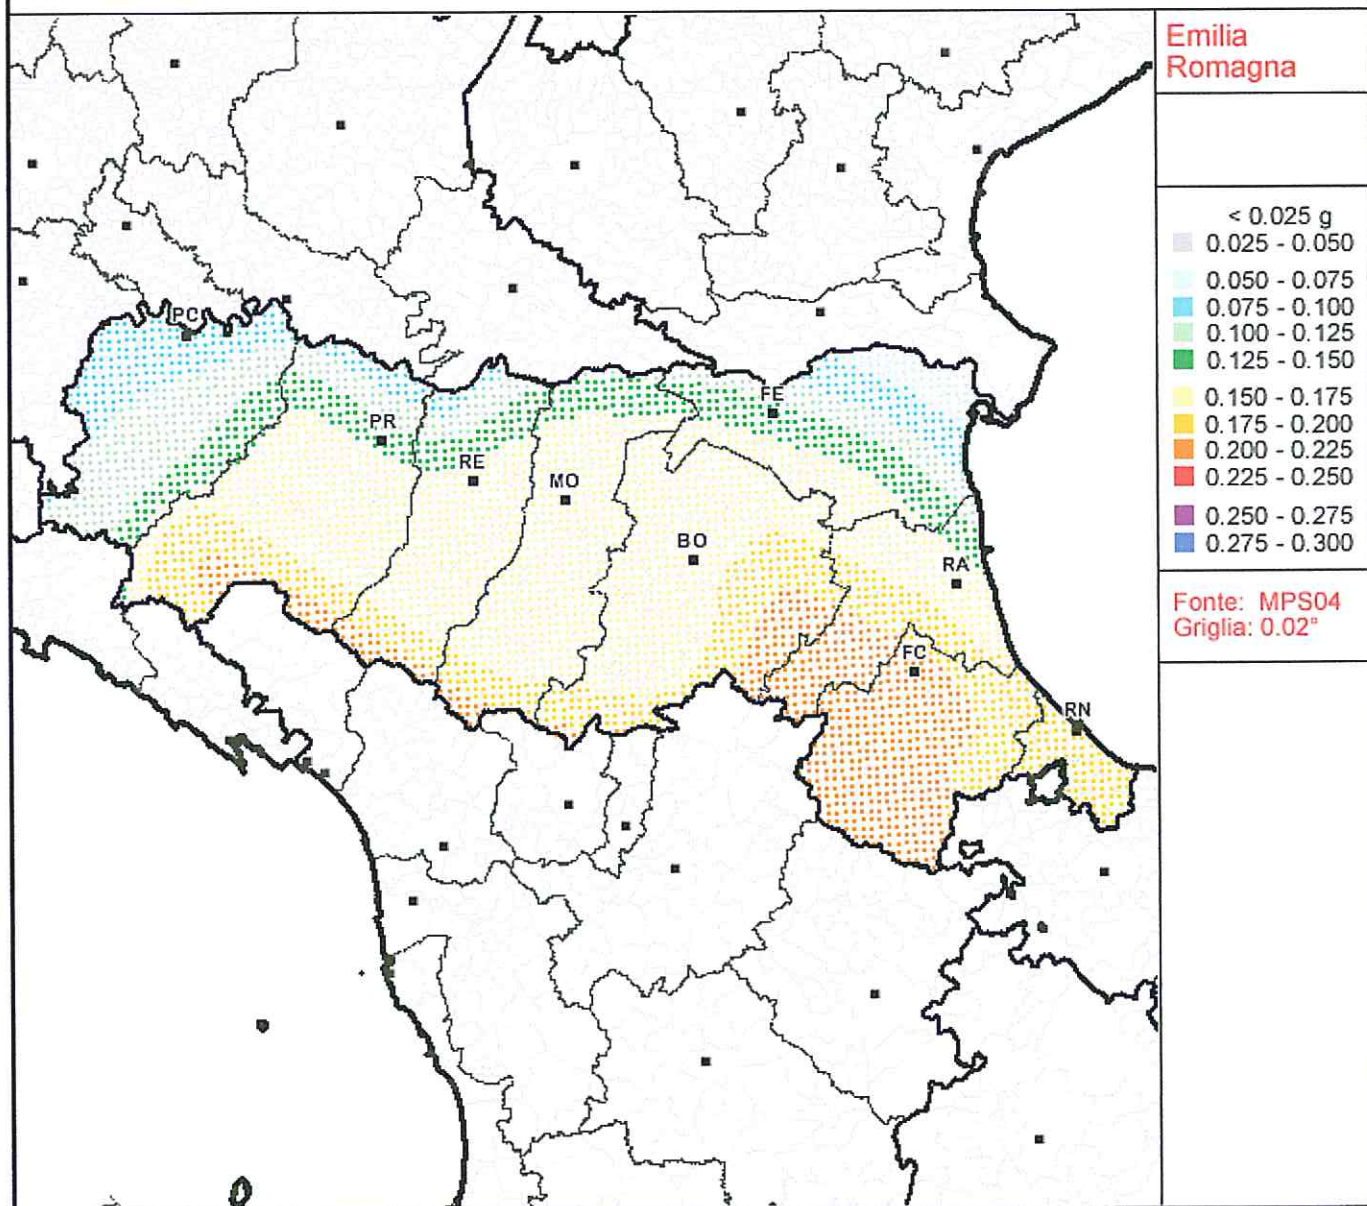 Emilia
Romagna
< 0.025 g
0.025 - 0.050
0.050 - 0.075
0.075 - 0.100
0.100 - 0.125
0.125 - 0.150
0.150 - 0.175
0.175 - 0.200
0.200 - 0.225
0.225 - 0.250
0.250 - 0.275
0.275 - 0.300
Fonte: MPS04
Griglia: 0.02°
PC
FE
PR
RE
MO
BO
RA
FC
RN